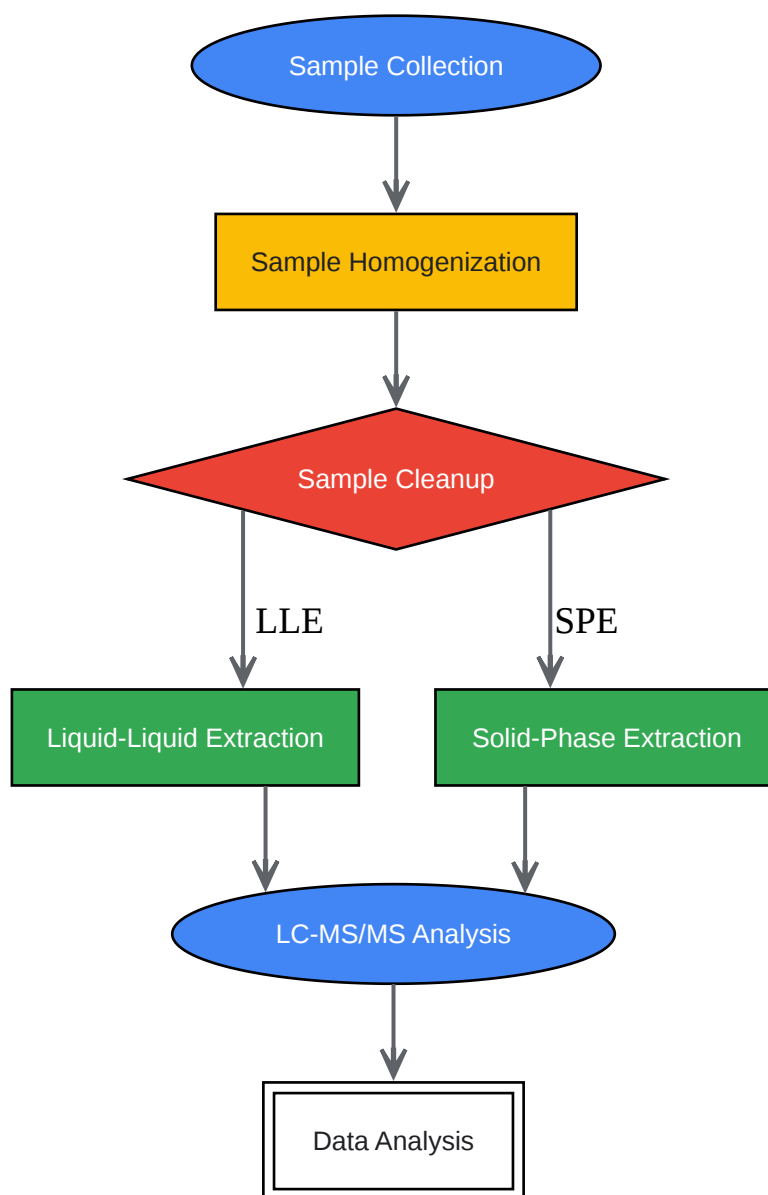 Sample Collection
Sample Homogenization
Sample Cleanup
LLE
SPE
Liquid-Liquid Extraction
Solid-Phase Extraction
LC-MS/MS Analysis
Data Analysis